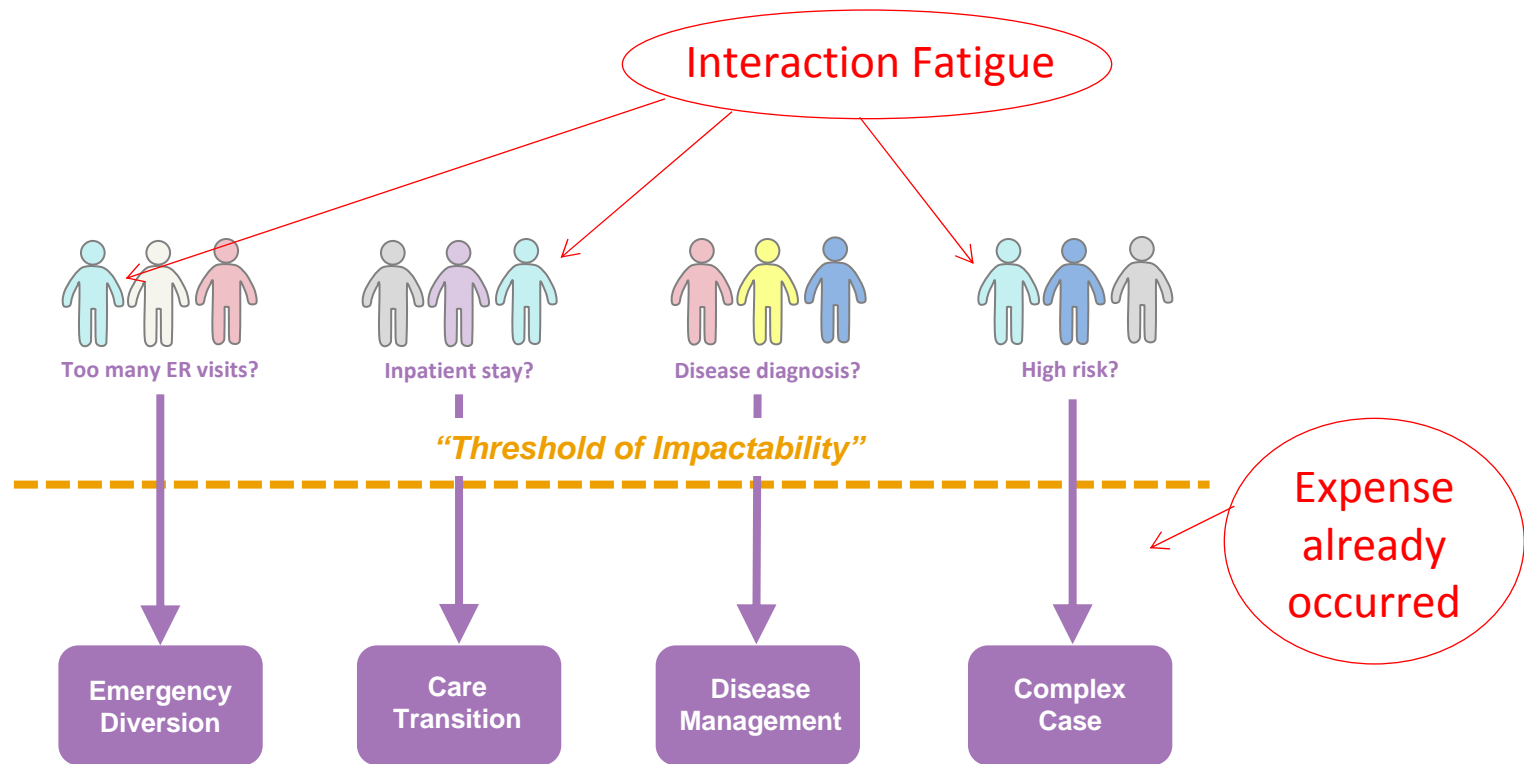 Interaction Fatigue
Too many ER visits?
Inpatient stay?
Disease diagnosis?
High risk?
“Threshold of Impactability”
Expense
already
occurred
Emergency
Diversion
Care
Transition
Disease
Management
Complex
Case